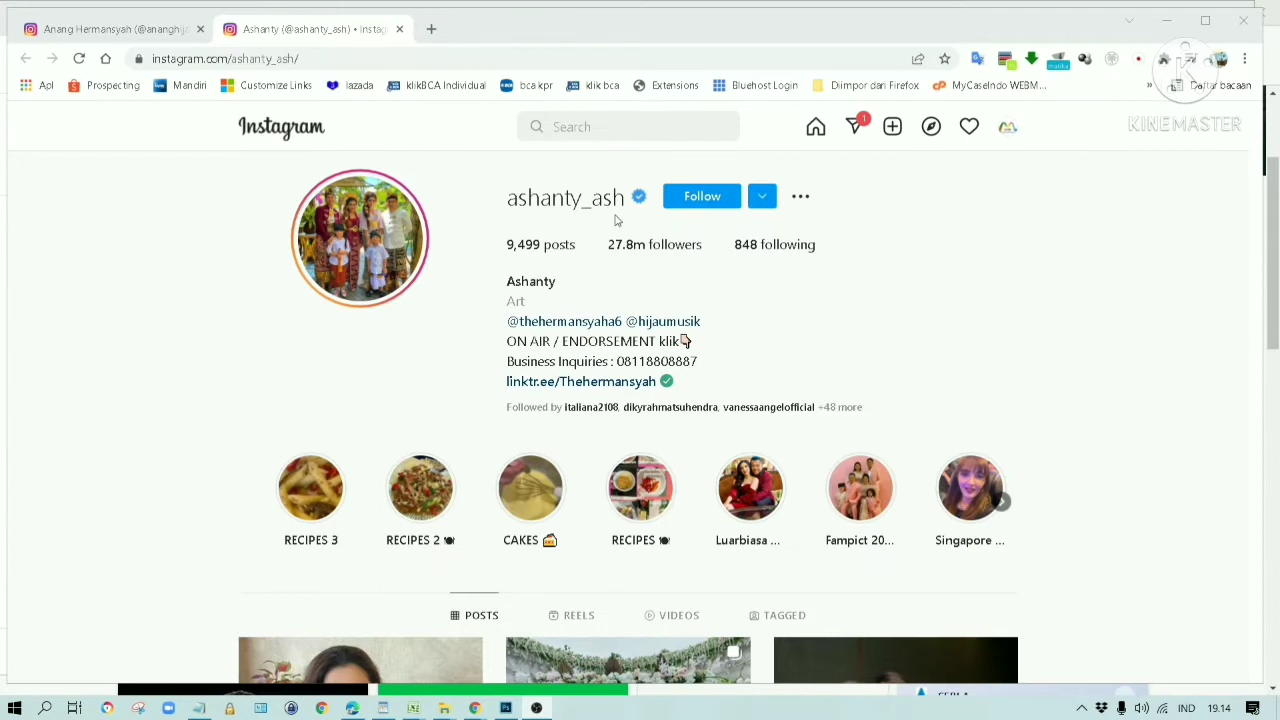 Anang Hermansyah (@ananghij
Ashanty (@ashanty_ash) • Instag
instagram.com/ashanty_ash/
Apl
Prospecting
Mandiri
Customize Links
lazada
klikBCA Individual
bca kpr
klik bca
Extensions
Bluehost Login
Diimpor dari Firefox
MyCaseIndo WEBM...
»
Daftar bacaan
Instagram
Search
1
KINEMASTER
ashanty_ash
Follow
9,499 posts
27.8m followers
848 following
Ashanty
Art
@thehermansyaha6 @hijaumusik
ON AIR / ENDORSEMENT klik👇🏻
Business Inquiries : 08118808887
linktr.ee/Thehermansyah ✅
Followed by italiana2108, dikyrahmatsuhendra, vanessaangelofficial +48 more
RECIPES 3
RECIPES 2 🍽
CAKES 🍰
RECIPES 🍽
Luarbiasa ...
Fampict 20...
Singapore ...
POSTS
REELS
VIDEOS
TAGGED
IND
19.14